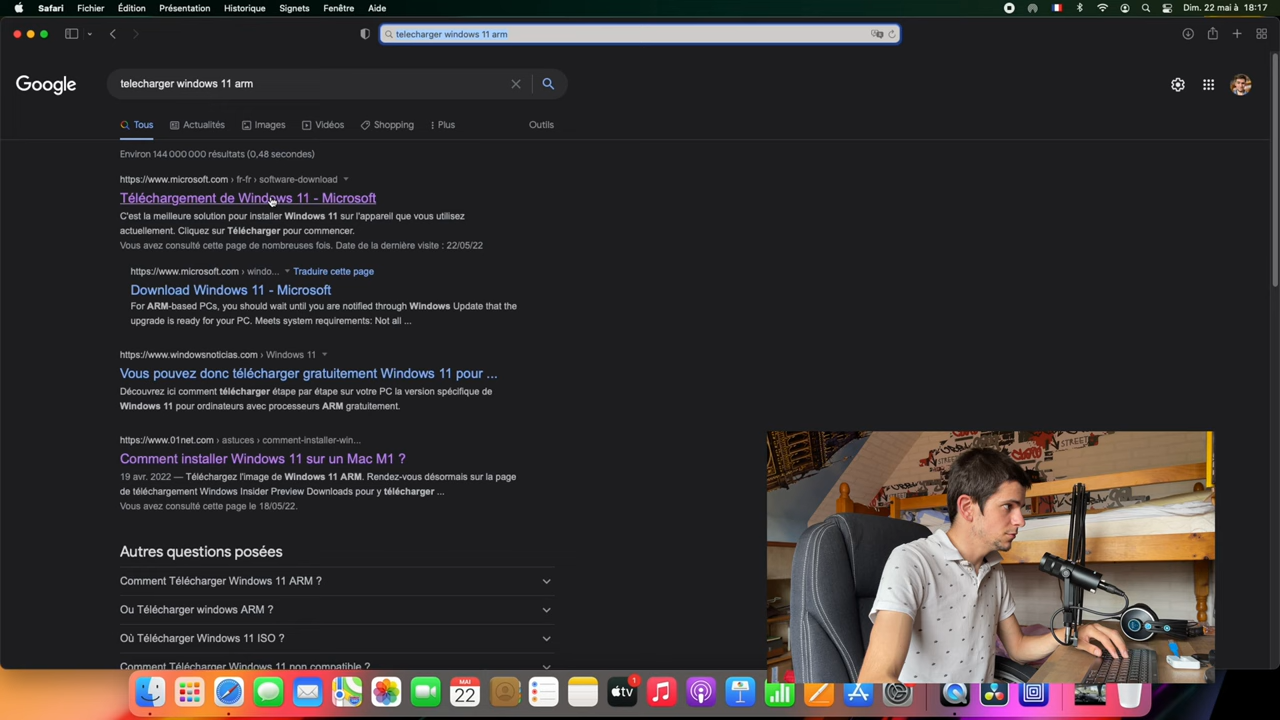 Safari Fichier Édition Présentation Historique Signets Fenêtre Aide Dim. 22 mai à 18:17
telecharger windows 11 arm
Google telecharger windows 11 arm
Tous Actualités Images Vidéos Shopping Plus Outils
Environ 144 000 000 résultats (0,48 secondes)
https://www.microsoft.com › fr-fr › software-download
Téléchargement de Windows 11 - Microsoft
C'est la meilleure solution pour installer Windows 11 sur l'appareil que vous utilisez
actuellement. Cliquez sur Télécharger pour commencer.
Vous avez consulté cette page de nombreuses fois. Date de la dernière visite : 22/05/22
https://www.microsoft.com › windo... Traduire cette page
Download Windows 11 - Microsoft
For ARM-based PCs, you should wait until you are notified through Windows Update that the
upgrade is ready for your PC. Meets system requirements: Not all ...
https://www.windowsnoticias.com › Windows 11
Vous pouvez donc télécharger gratuitement Windows 11 pour ...
Découvrez ici comment télécharger étape par étape sur votre PC la version spécifique de
Windows 11 pour ordinateurs avec processeurs ARM gratuitement.
https://www.01net.com › astuces › comment-installer-win...
Comment installer Windows 11 sur un Mac M1 ?
19 avr. 2022 — Téléchargez l'image de Windows 11 ARM. Rendez-vous désormais sur la page
de téléchargement Windows Insider Preview Downloads pour y télécharger ...
Vous avez consulté cette page le 18/05/22.
Autres questions posées
Comment Télécharger Windows 11 ARM ?
Ou Télécharger windows ARM ?
Où Télécharger Windows 11 ISO ?
Comment Télécharger Windows 11 non compatible ?
STREET
MAI
22
tv
1